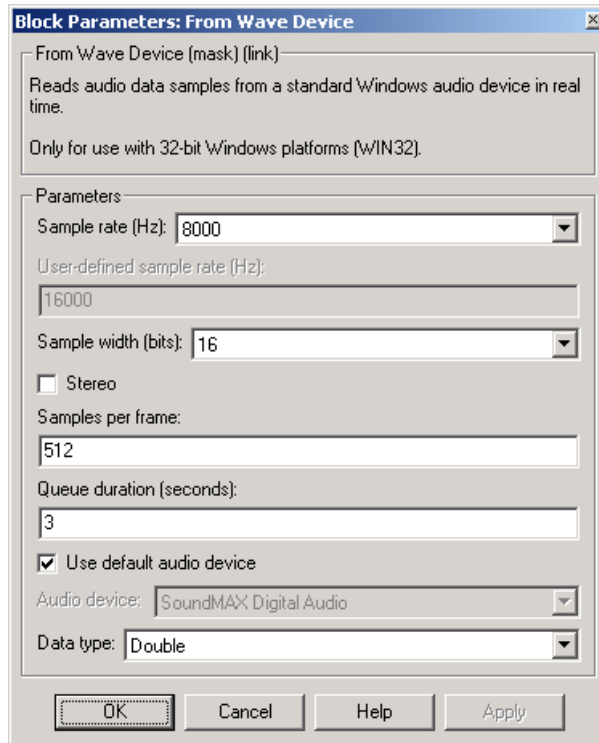 Block Parameters: From Wave Device
From Wave Device (mask) (link)
Reads audio data samples from a standard Windows audio device in real
time.
Only for use with 32-bit Windows platforms (WIN32).
Parameters
Sample rate (Hz): 8000
User-defined sample rate (Hz):
16000
Sample width (bits): 16
Stereo
Samples per frame:
512
Queue duration (seconds):
3
Use default audio device
Audio device: SoundMAX Digital Audio
Data type: Double
OK Cancel Help Apply